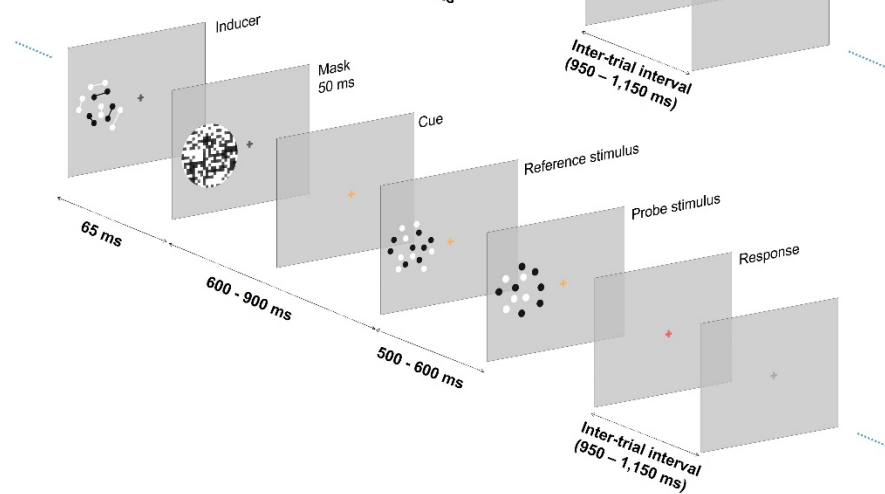 Inducer
Mask
50 ms
Cue
Reference stimulus
Probe stimulus
Response
65 ms
600 - 900 ms
500 - 600 ms
Inter-trial interval
(950 – 1,150 ms)
Inter-trial interval
(950 – 1,150 ms)